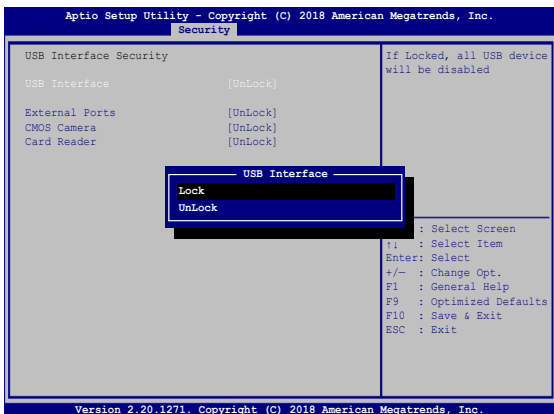 Aptio Setup Utility - Copyright (C) 2018 American Megatrends, Inc.
Security
USB Interface Security
USB Interface [UnLock]
External Ports [UnLock]
CMOS Camera [UnLock]
Card Reader [UnLock]
If Locked, all USB device
will be disabled
USB Interface
Lock
UnLock
: Select Screen
↑↓ : Select Item
Enter: Select
+/— : Change Opt.
F1 : General Help
F9 : Optimized Defaults
F10 : Save & Exit
ESC : Exit
Version 2.20.1271. Copyright (C) 2018 American Megatrends, Inc.